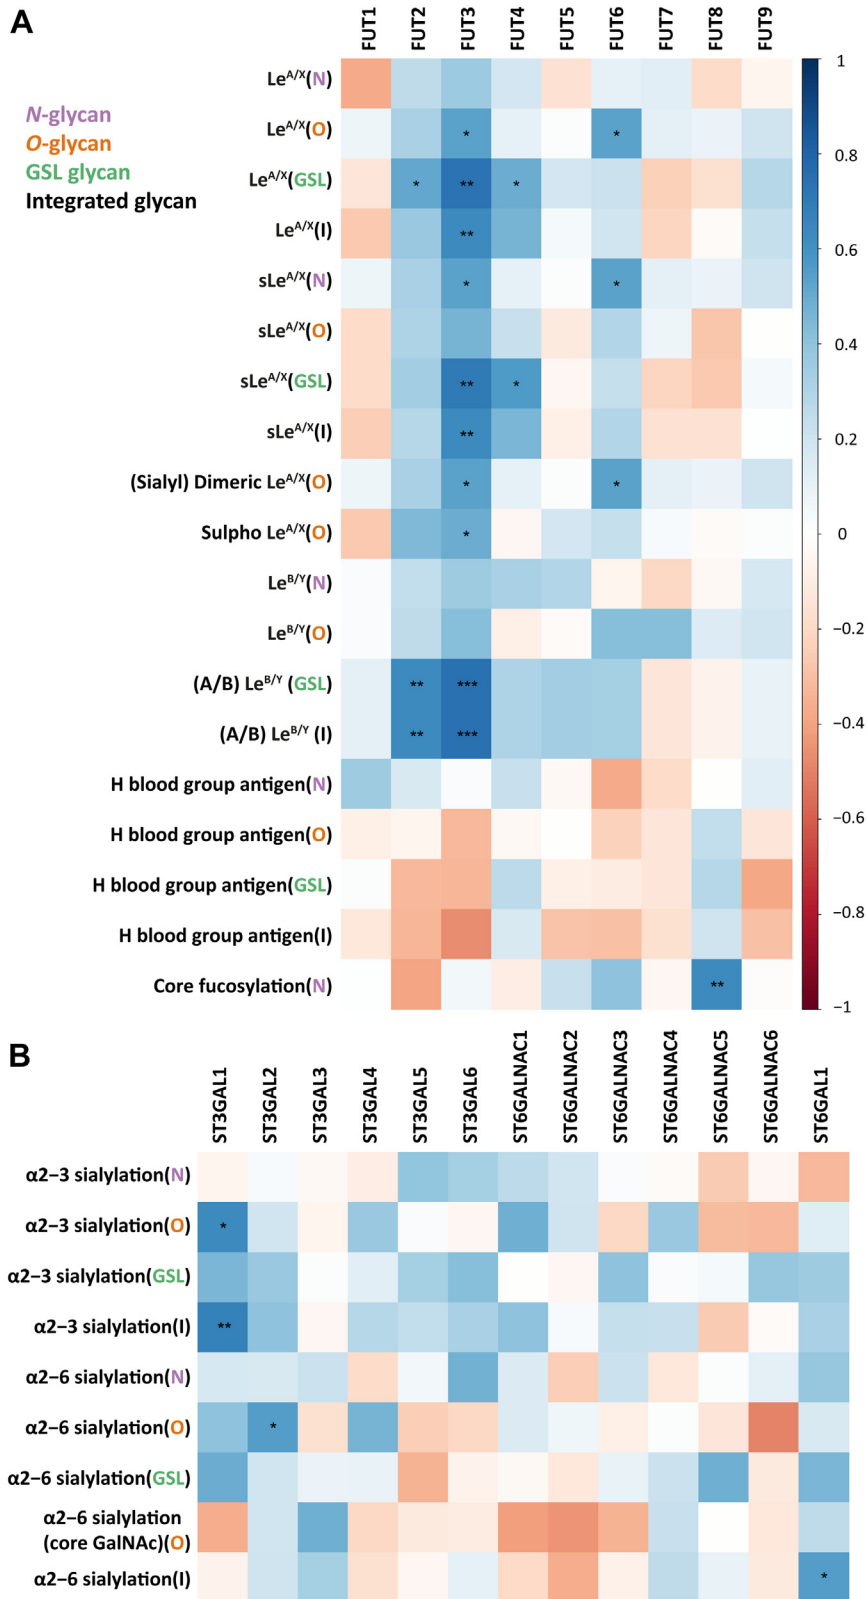 A
FUT1 FUT2 FUT3 FUT4 FUT5 FUT6 FUT7 FUT8 FUT9
N-glycan
O-glycan
GSL glycan
Integrated glycan
Le^A/X(N)
Le^A/X(O) * *
Le^A/X(GSL) * ** *
Le^A/X(I) **
sLe^A/X(N) * *
sLe^A/X(O)
sLe^A/X(GSL) ** *
sLe^A/X(I) **
(Sialyl) Dimeric Le^A/X(O) * *
Sulpho Le^A/X(O) *
Le^B/Y(N)
Le^B/Y(O)
(A/B) Le^B/Y (GSL) ** ***
(A/B) Le^B/Y (I) ** ***
H blood group antigen(N)
H blood group antigen(O)
H blood group antigen(GSL)
H blood group antigen(I)
Core fucosylation(N) **
1
0.8
0.6
0.4
0.2
0
−0.2
−0.4
−0.6
−0.8
−1
B
ST3GAL1 ST3GAL2 ST3GAL3 ST3GAL4 ST3GAL5 ST3GAL6 ST6GALNAC1 ST6GALNAC2 ST6GALNAC3 ST6GALNAC4 ST6GALNAC5 ST6GALNAC6 ST6GAL1
α2−3 sialylation(N)
α2−3 sialylation(O) *
α2−3 sialylation(GSL)
α2−3 sialylation(I) **
α2−6 sialylation(N)
α2−6 sialylation(O) *
α2−6 sialylation(GSL)
α2−6 sialylation
(core GalNAc)(O)
α2−6 sialylation(I) *